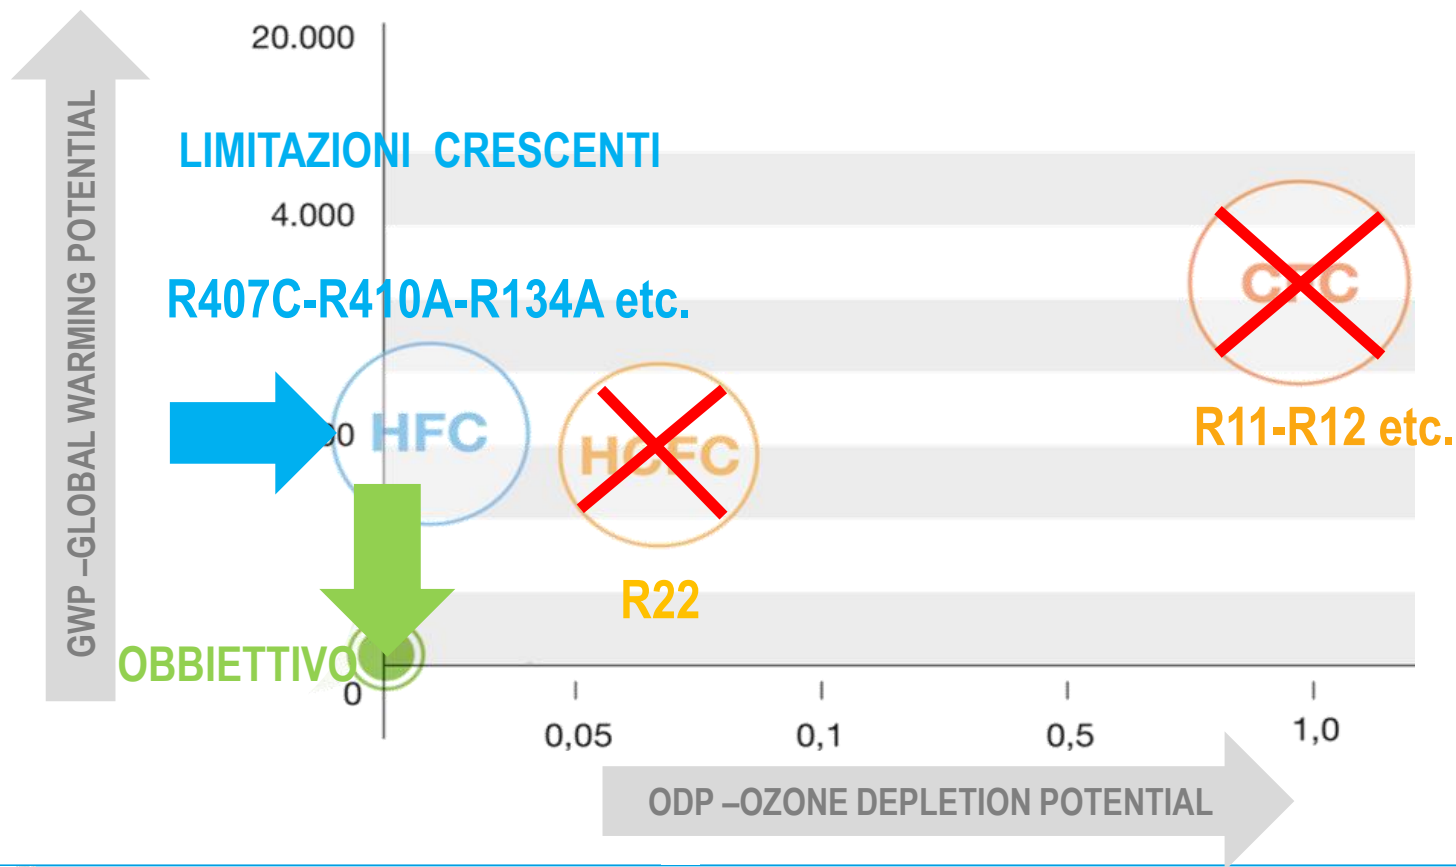 20.000
GWP –GLOBAL WARMING POTENTIAL
LIMITAZIONI CRESCENTI
4.000
CFC
R407C-R410A-R134A etc.
HFC
HCFC
R11-R12 etc.
R22
OBBIETTIVO
0
0,05
0,1
0,5
1,0
ODP –OZONE DEPLETION POTENTIAL